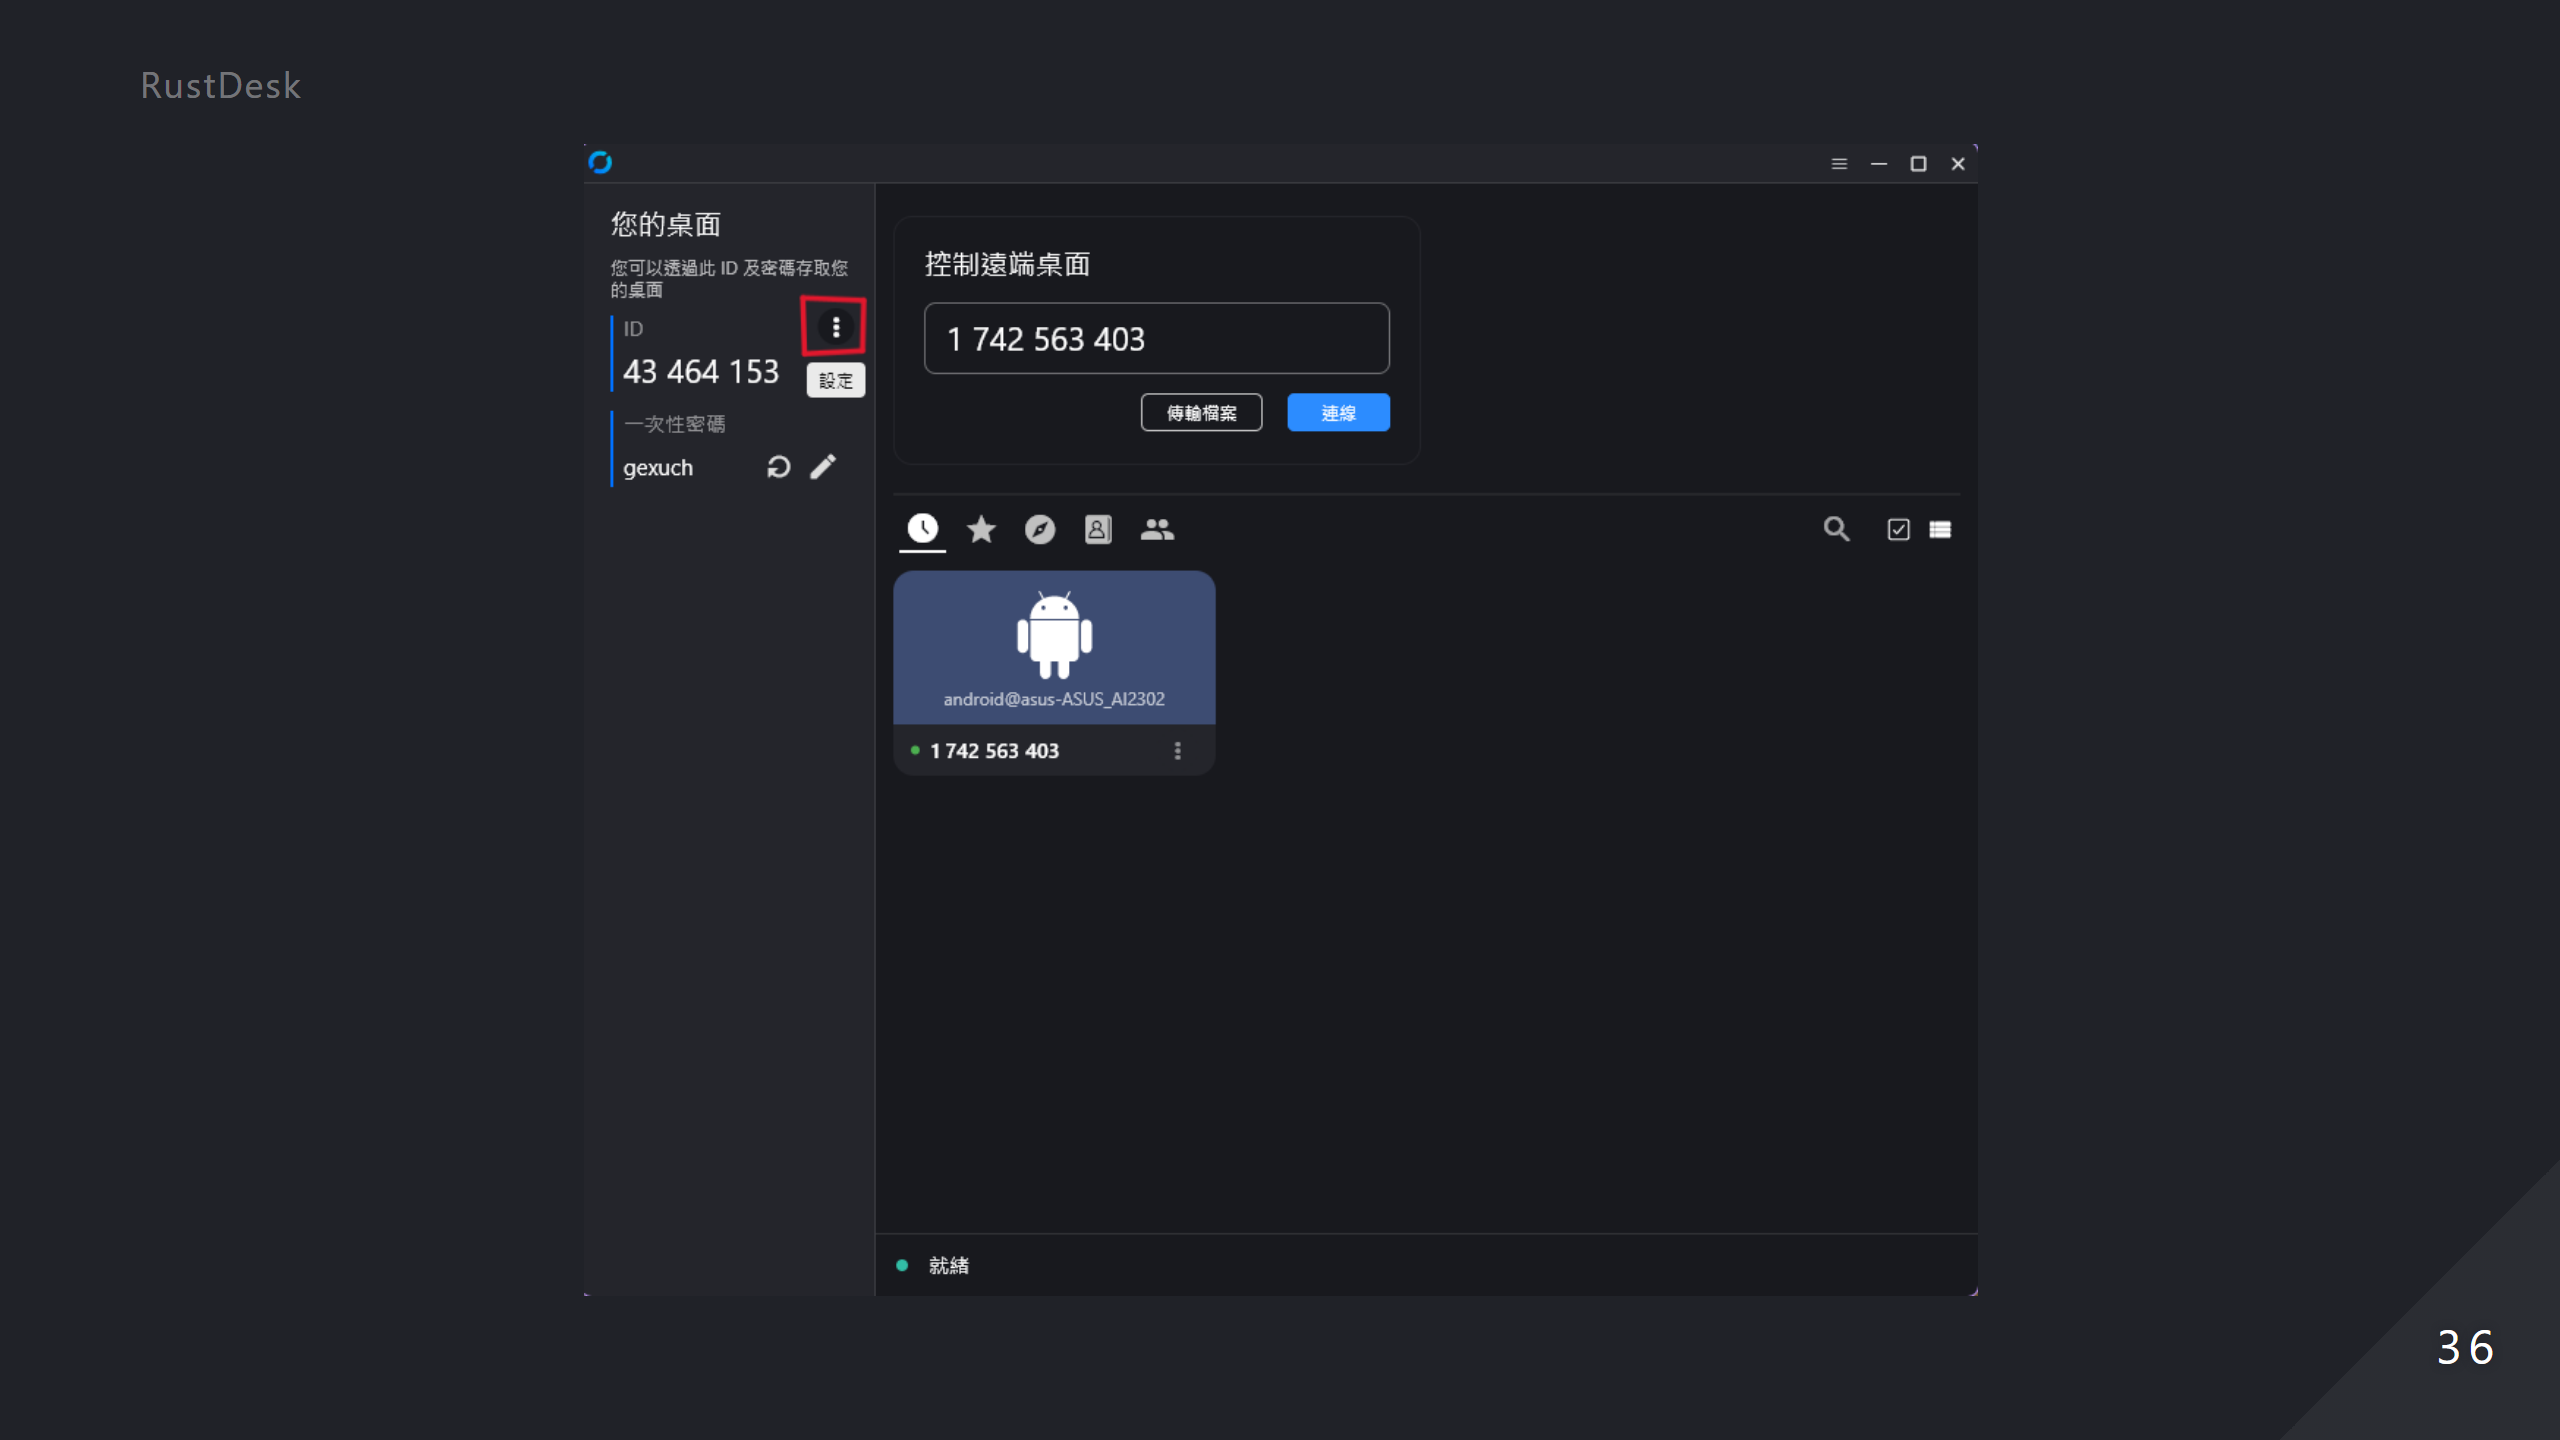 RustDesk
您的桌面
您可以透過此 ID 及密碼存取您
的桌面
ID
43 464 153
設定
一次性密碼
gexuch
控制遠端桌面
1 742 563 403
傳輸檔案
連線
android@asus-ASUS_AI2302
1 742 563 403
就緒
36